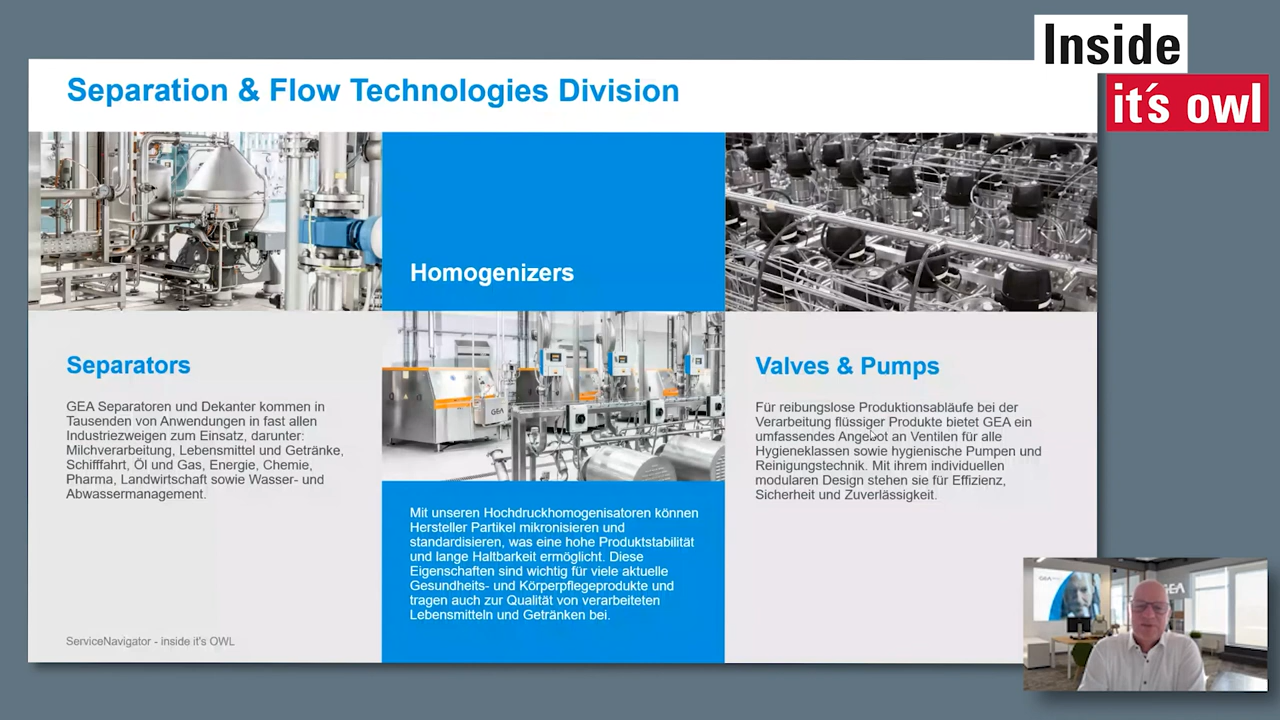 Inside
it´s owl
Separation & Flow Technologies Division
Separators
GEA Separatoren und Dekanter kommen in
Tausenden von Anwendungen in fast allen
Industriezweigen zum Einsatz, darunter:
Milchverarbeitung, Lebensmittel und Getränke,
Schifffahrt, Öl und Gas, Energie, Chemie,
Pharma, Landwirtschaft sowie Wasser- und
Abwassermanagement.
Homogenizers
GEA
Mit unseren Hochdruckhomogenisatoren können
Hersteller Partikel mikronisieren und
standardisieren, was eine hohe Produktstabilität
und lange Haltbarkeit ermöglicht. Diese
Eigenschaften sind wichtig für viele aktuelle
Gesundheits- und Körperpflegeprodukte und
tragen auch zur Qualität von verarbeiteten
Lebensmitteln und Getränken bei.
Valves & Pumps
Für reibungslose Produktionsabläufe bei der
Verarbeitung flüssiger Produkte bietet GEA ein
umfassendes Angebot an Ventilen für alle
Hygieneklassen sowie hygienische Pumpen und
Reinigungstechnik. Mit ihrem individuellen
modularen Design stehen sie für Effizienz,
Sicherheit und Zuverlässigkeit.
ServiceNavigator - inside it's OWL
GEA
GEA